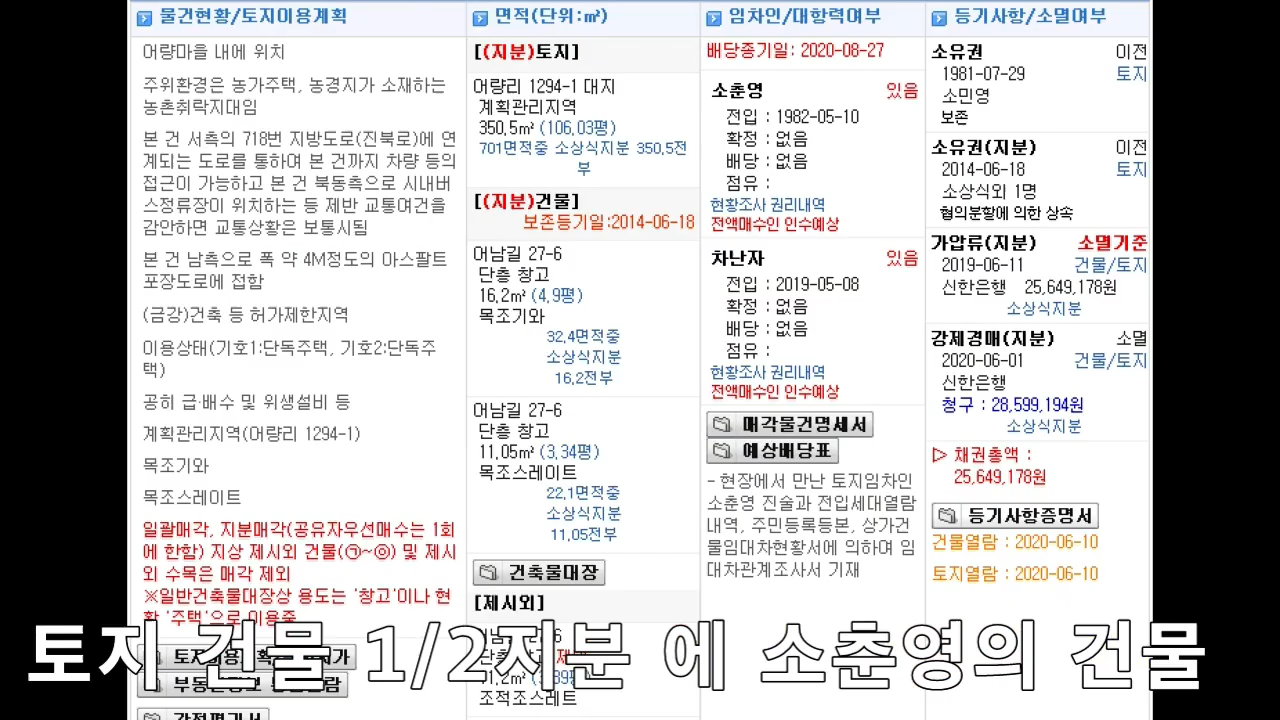 물건현황/토지이용계획
어량마을 내에 위치
주위환경은 농가주택, 농경지가 소재하는
농촌취락지대임
본 건 서측의 718번 지방도로(진북로)에 연
계되는 도로를 통하여 본 건까지 차량 등의
접근이 가능하고 본 건 북동측으로 시내버
스정류장이 위치하는 등 제반 교통여건을
감안하면 교통상황은 보통시됨
본 건 남측으로 폭 약 4M정도의 아스팔트
포장도로에 접함
(금강)건축 등 허가제한지역
이용상태(기호1:단독주택, 기호2:단독주
택)
공히 급·배수 및 위생설비 등
계획관리지역(어량리 1294-1)
목조기와
목조스레이트
일괄매각, 지분매각(공유자우선매수는 1회
에 한함) 지상 제시외 건물(㉠~㉧) 및 제시
외 수목은 매각 제외
※일반건축물대장상 용도는 '창고'이나 현
황 '주택'으로 이용중
면적(단위:㎡)
[(지분)토지]
어량리 1294-1 대지
계획관리지역
350,5㎡ (106,03평)
701면적중 소상식지분 350,5전
부
[(지분)건물]
보존등기일:2014-06-18
어남길 27-6
단층 창고
16,2㎡ (4,9평)
목조기와
32,4면적중
소상식지분
16,2전부
어남길 27-6
단층 창고
11,05㎡ (3,34평)
목조스레이트
22,1면적중
소상식지분
11,05전부
건축물대장
[제시외]
조적조스레트
임차인/대항력여부
배당종기일: 2020-08-27
소춘영 있음
전입 : 1982-05-10
확정 : 없음
배당 : 없음
점유 :
현황조사 권리내역
전액매수인 인수예상
차난자 있음
전입 : 2019-05-08
확정 : 없음
배당 : 없음
점유 :
현황조사 권리내역
전액매수인 인수예상
매각물건명세서
예상배당표
- 현장에서 만난 토지임차인
소춘영 진술과 전입세대열람
내역, 주민등록등본, 상가건
물임대차현황서에 의하여 임
대차관계조사서 기재
등기사항/소멸여부
소유권 이전
1981-07-29 토지
소민영
보존
소유권(지분) 이전
2014-06-18 토지
소상식외 1명
협의분할에 의한 상속
가압류(지분) 소멸기준
2019-06-11 건물/토지
신한은행 25,649,178원
소상식지분
강제경매(지분) 소멸
2020-06-01 건물/토지
신한은행
청구 : 28,599,194원
소상식지분
▷ 채권총액 :
25,649,178원
등기사항증명서
건물열람 : 2020-06-10
토지열람 : 2020-06-10
토지 건물 1/2지분 에 소춘영의 건물